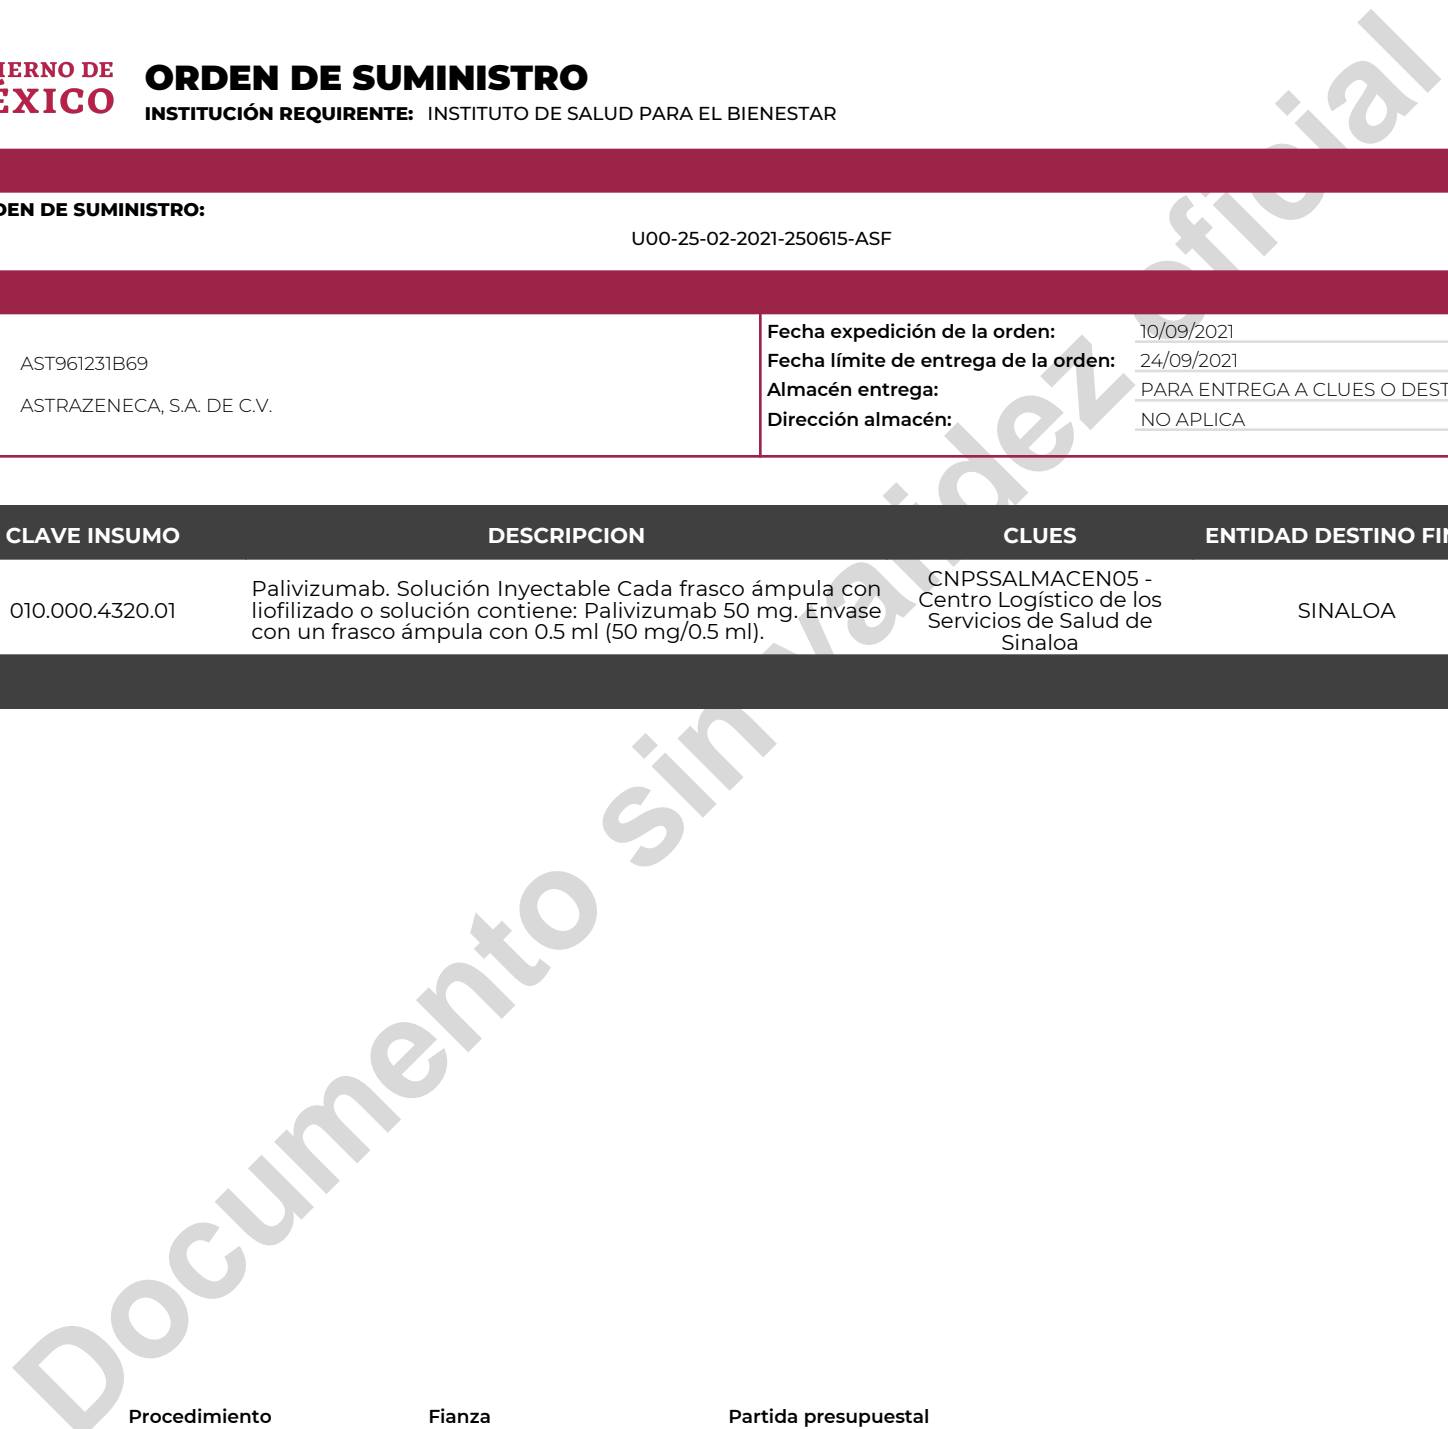 IERNO DE
ÉXICO
ORDEN DE SUMINISTRO
INSTITUCIÓN REQUIRENTE: INSTITUTO DE SALUD PARA EL BIENESTAR
DEN DE SUMINISTRO:
U00-25-02-2021-250615-ASF
AST961231B69
ASTRAZENECA, S.A. DE C.V.
Fecha expedición de la orden: 10/09/2021
Fecha límite de entrega de la orden: 24/09/2021
Almacén entrega: PARA ENTREGA A CLUES O DEST
Dirección almacén: NO APLICA
CLAVE INSUMO DESCRIPCION CLUES ENTIDAD DESTINO FIN
010.000.4320.01
Palivizumab. Solución Inyectable Cada frasco ámpula con
liofilizado o solución contiene: Palivizumab 50 mg. Envase
con un frasco ámpula con 0.5 ml (50 mg/0.5 ml).
CNPSSALMACEN05 -
Centro Logístico de los
Servicios de Salud de
Sinaloa
SINALOA
Documento sin validez oficial
Procedimiento Fianza Partida presupuestal